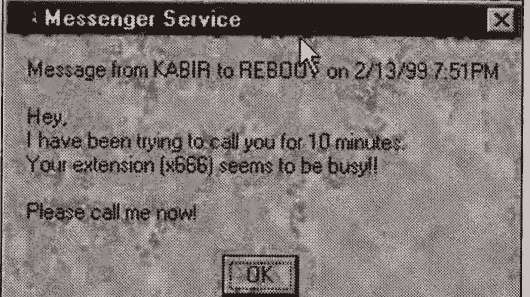 Messenger Service
Message from KABIR to REBOOT on 2/13/99 7:51PM
Hey,
I have been trying to call you for 10 minutes.
Your extension (x666) seems to be busy!!
Please call me now!
OK